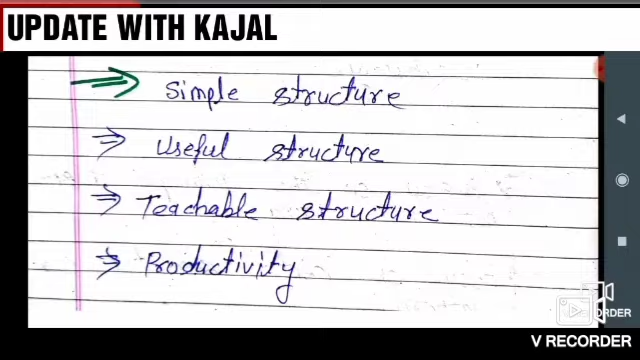 UPDATE WITH KAJAL
⇒ Simple structure
⇒ Useful structure
⇒ Teachable structure
⇒ Productivity
V RECORDER